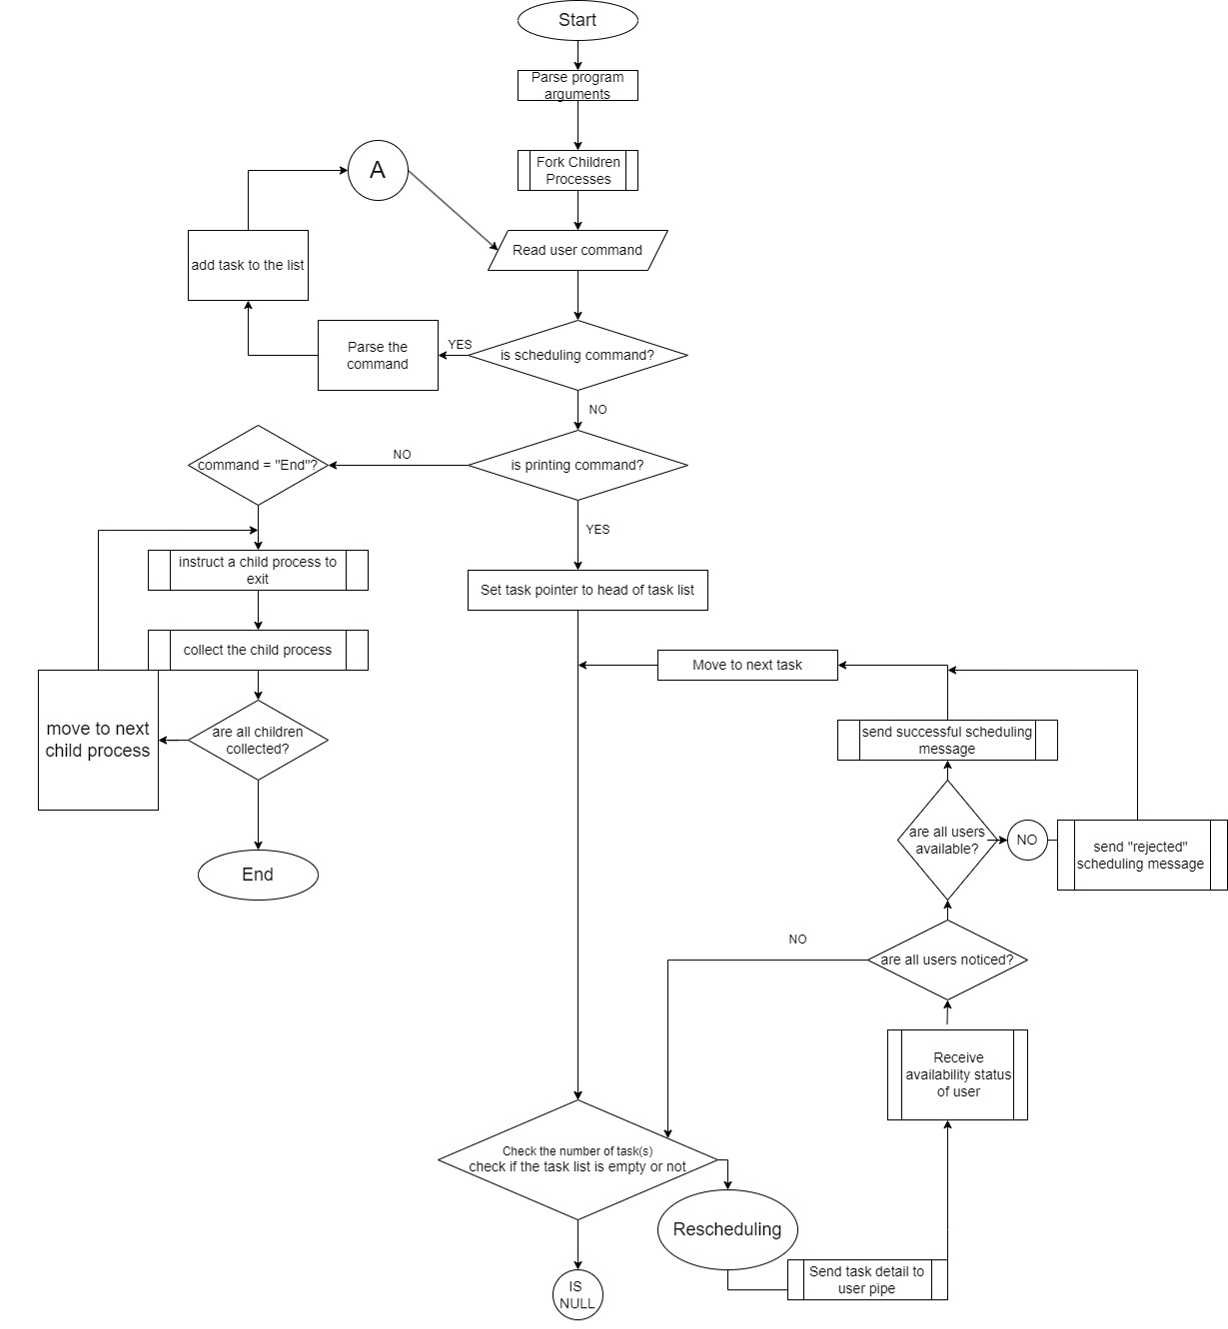 Start
Parse program
arguments
Fork Children
Processes
A
Read user command
add task to the list
Parse the
command
YES
is scheduling command?
NO
command = "End"?
NO
is printing command?
YES
instruct a child process to
exit
Set task pointer to head of task list
collect the child process
Move to next task
move to next
child process
are all children
collected?
send successful scheduling
message
are all users
available?
NO
send "rejected"
scheduling message
End
NO
are all users noticed?
Receive
availability status
of user
Check the number of task(s)
check if the task list is empty or not
Rescheduling
Send task detail to
user pipe
IS
NULL